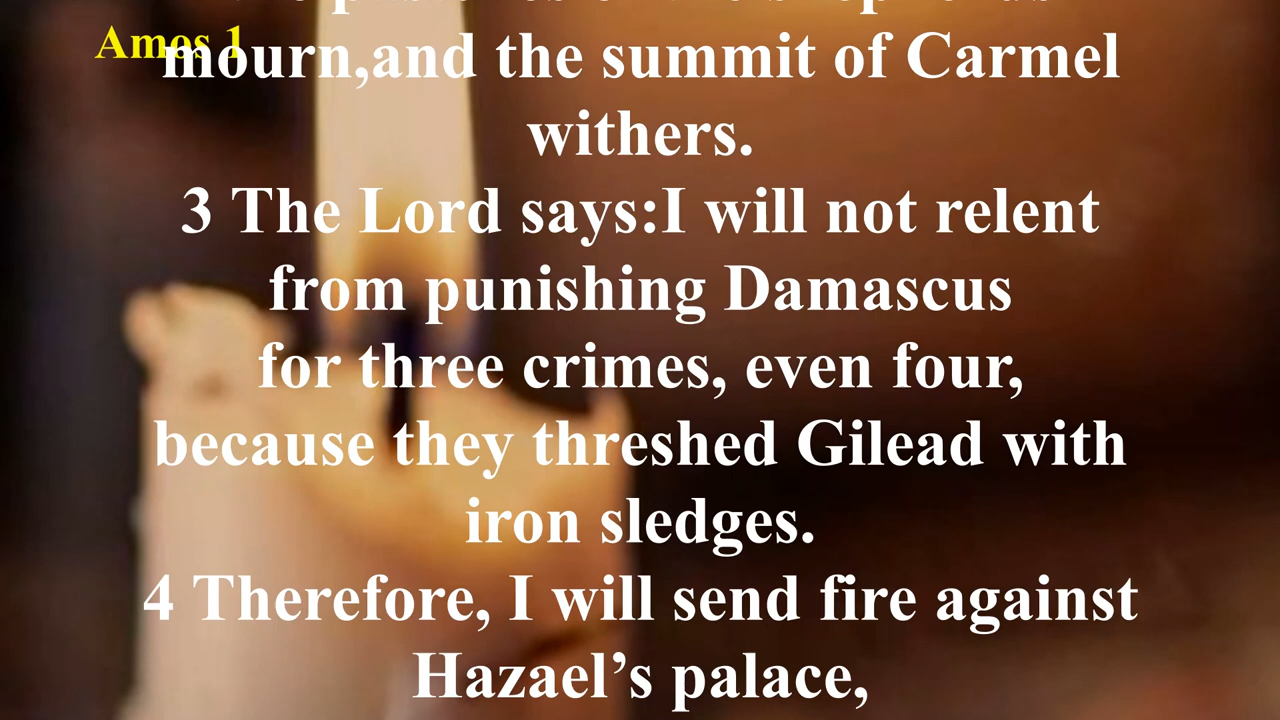 Amos 1
mourn,and the summit of Carmel
withers.
3 The Lord says:I will not relent
from punishing Damascus
for three crimes, even four,
because they threshed Gilead with
iron sledges.
4 Therefore, I will send fire against
Hazael’s palace,